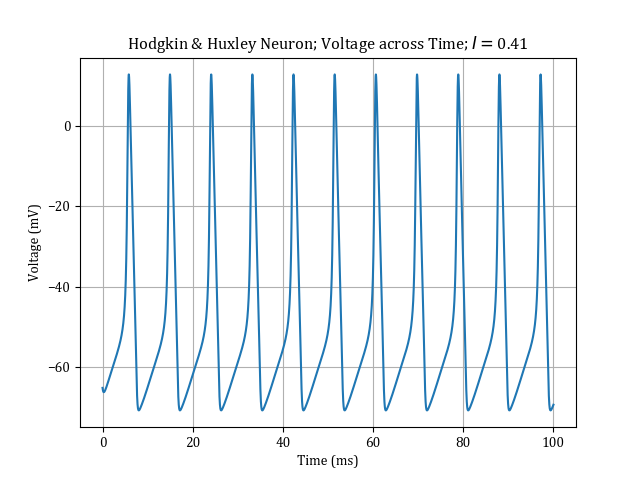 Hodgkin & Huxley Neuron; Voltage across Time; I = 0.41
Voltage (mV)
0
−20
−40
−60
0 20 40 60 80 100
Time (ms)